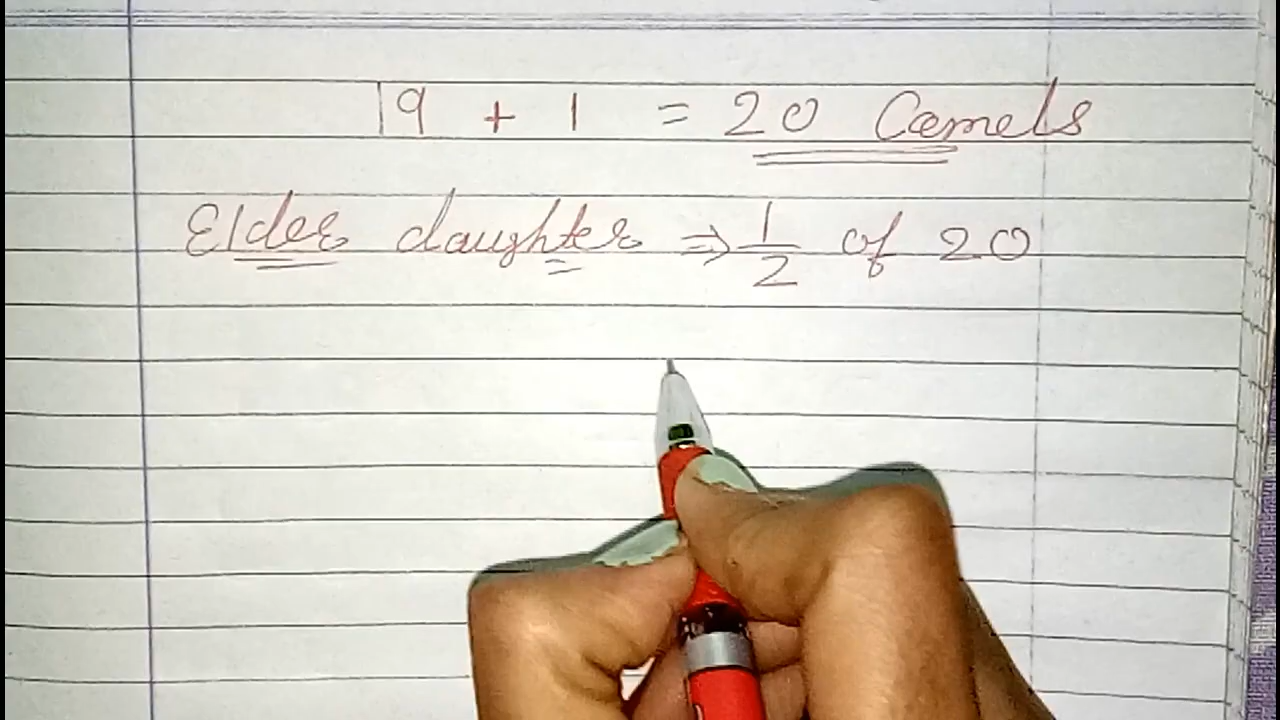 19 + 1 = 20 Camels
Elder daughter ⇒ 1/2 of 20